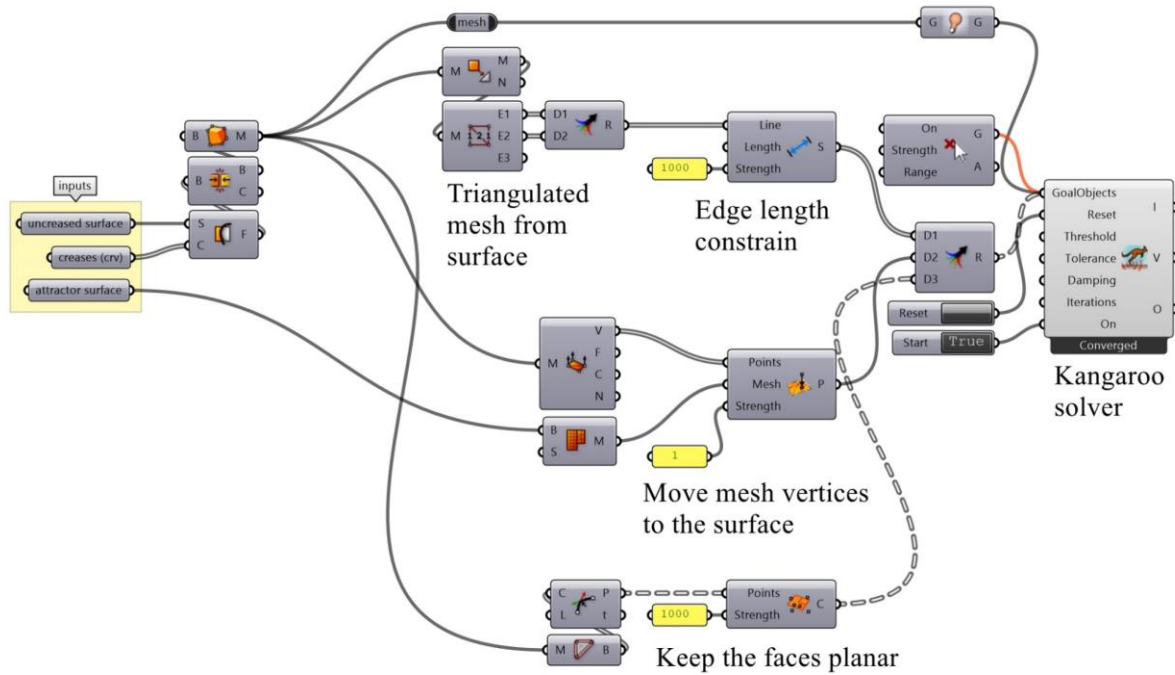 mesh
G G
M M
N
M E1
E2
E3
D1 R
D2
Triangulated
mesh from
surface
Line
Length S
Strength
1000
Edge length
constrain
On G
Strength
Range A
B M
B B
C
inputs
uncreased surface
creases (crv)
attractor surface
S F
C
D1
D2 R
D3
Reset
Start True
GoalObjects
Reset I
Threshold
Tolerance V
Damping
Iterations O
On
Converged
Kangaroo
solver
M V
F
C
N
B M
S
Points
Mesh P
Strength
1
Move mesh vertices
to the surface
C P
L t
M B
Points
Strength C
1000
Keep the faces planar